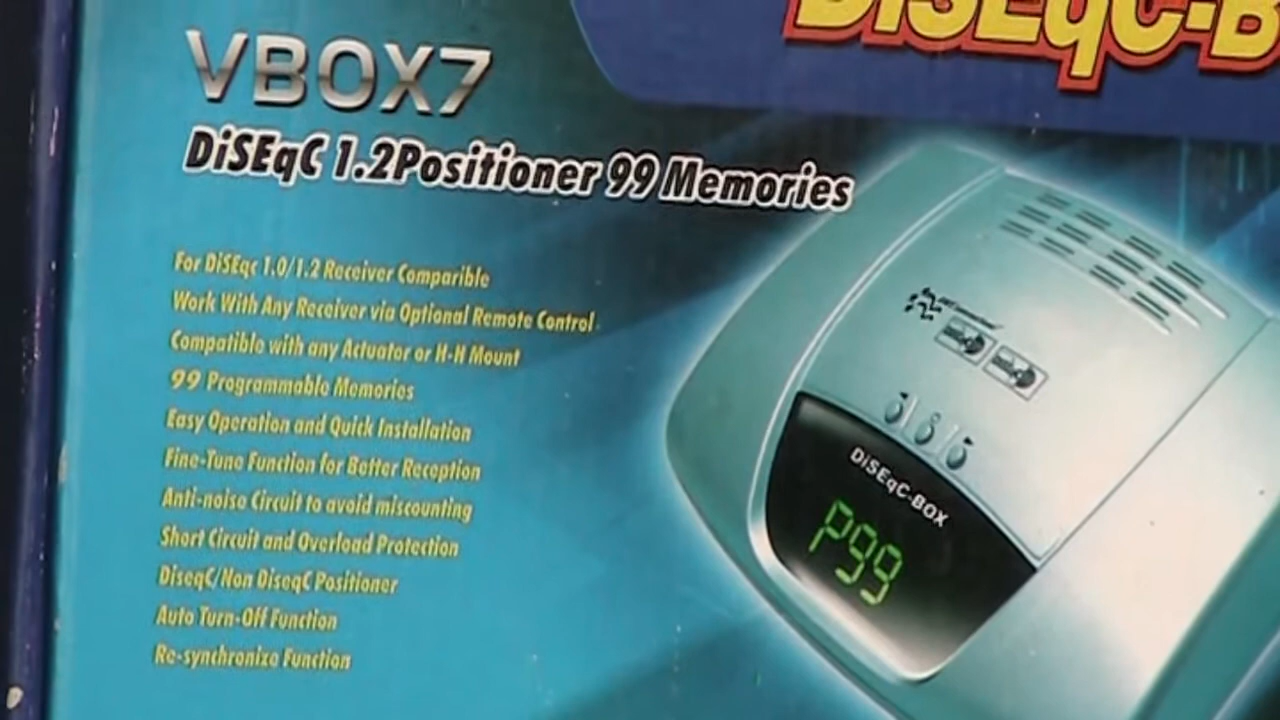 DiSEqC-B
VBOX7
DiSEqC 1.2Positioner 99 Memories
For DiSEqc 1.0/1.2 Receiver Comparible
Work With Any Receiver via Optional Remote Control
Compatible with any Actuator or H-H Mount
99 Programmable Memories
Easy Operation and Quick Installation
Fine-Tune Function for Better Reception
Anti-noise Circuit to avoid miscounting
Short Circuit and Overload Protection
DiseqC/Non DiseqC Positioner
Auto Turn-Off Function
Re-synchronize Function
DiSEqC-BOX
P99